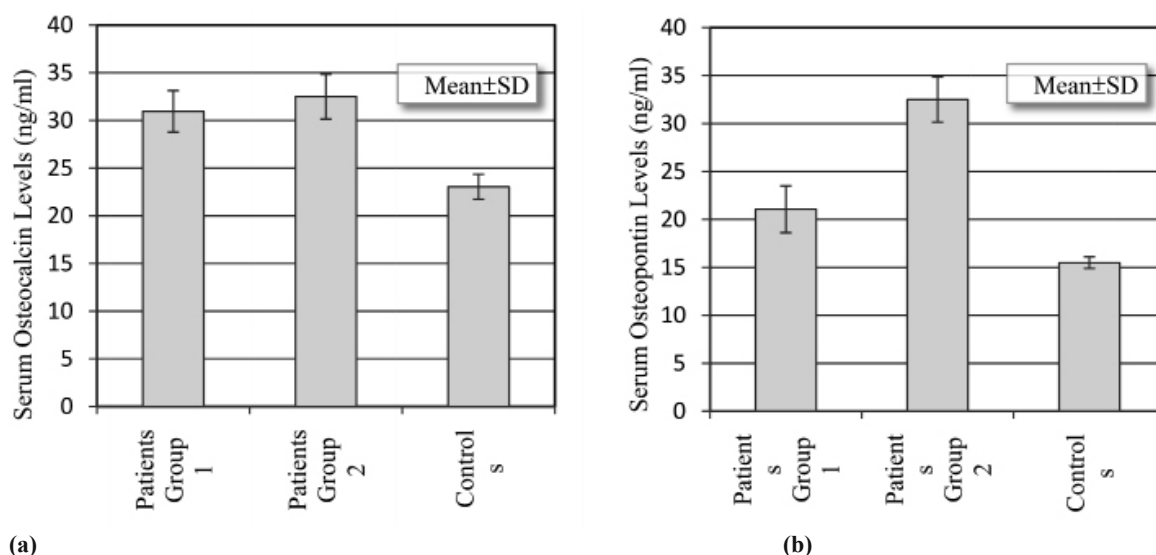 40
35
30
25
20
15
10
5
0
Serum Osteocalcin Levels (ng/ml)
Mean±SD
Patients
Group
1
Patients
Group
2
Control
s
(a)
40
35
30
25
20
15
10
5
0
Serum Osteopontin Levels (ng/ml)
Mean±SD
Patient
s
Group
1
Patient
s
Group
2
Control
s
(b)